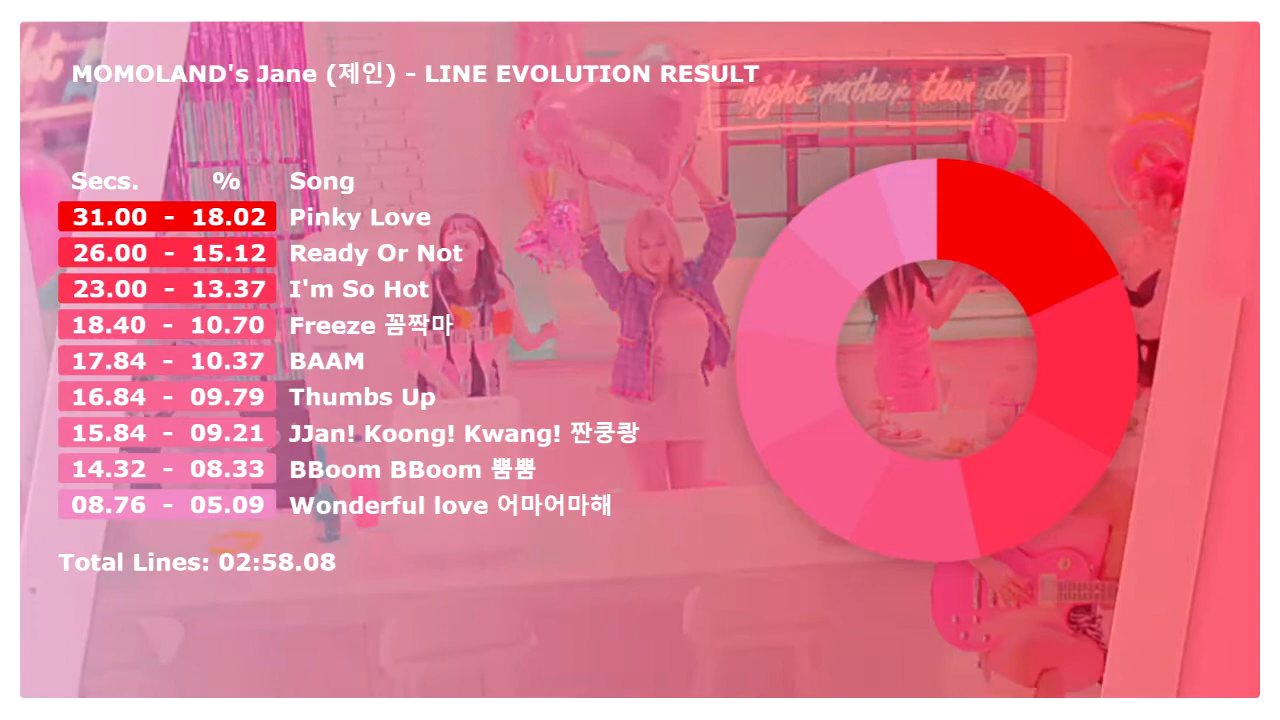 MOMOLAND's Jane (제인) - LINE EVOLUTION RESULT
night rather than day
Secs. % Song
31.00 - 18.02 Pinky Love
26.00 - 15.12 Ready Or Not
23.00 - 13.37 I'm So Hot
18.40 - 10.70 Freeze 꼼짝마
17.84 - 10.37 BAAM
16.84 - 09.79 Thumbs Up
15.84 - 09.21 JJan! Koong! Kwang! 짠쿵쾅
14.32 - 08.33 BBoom BBoom 뿜뿜
08.76 - 05.09 Wonderful love 어마어마해
Total Lines: 02:58.08